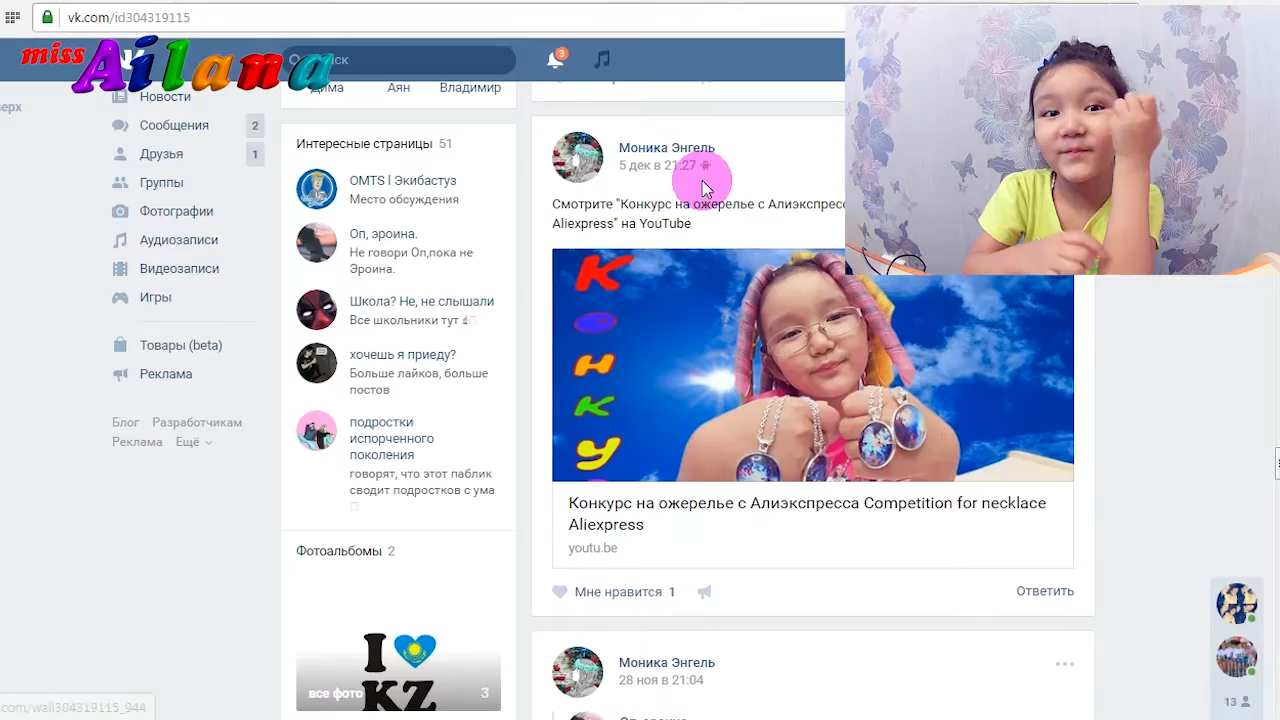 vk.com/id304319115
miss Ailana
3
Дима
Аян
Владимир
Новости
Сообщения 2
Друзья 1
Группы
Фотографии
Аудиозаписи
Видеозаписи
Игры
Товары (beta)
Реклама
Блог Разработчикам
Реклама Ещё
Интересные страницы 51
OMTS | Экибастуз
Место обсуждения
Оп, эроина.
Не говори Оп,пока не
Эроина.
Школа? Не, не слышали
Все школьники тут
хочешь я приеду?
Больше лайков, больше
постов
подростки
испорченного
поколения
говорят, что этот паблик
сводит подростков с ума
Фотоальбомы 2
I KZ
все фото 3
Моника Энгель
5 дек в 21:27
Смотрите "Конкурс на ожерелье с Алиэкспресс
Aliexpress" на YouTube
К
О
Н
К
У
Конкурс на ожерелье с Алиэкспресса Competition for necklace
Aliexpress
youtu.be
Мне нравится 1
Ответить
Моника Энгель
28 ноя в 21:04
13
.com/wall304319115_944